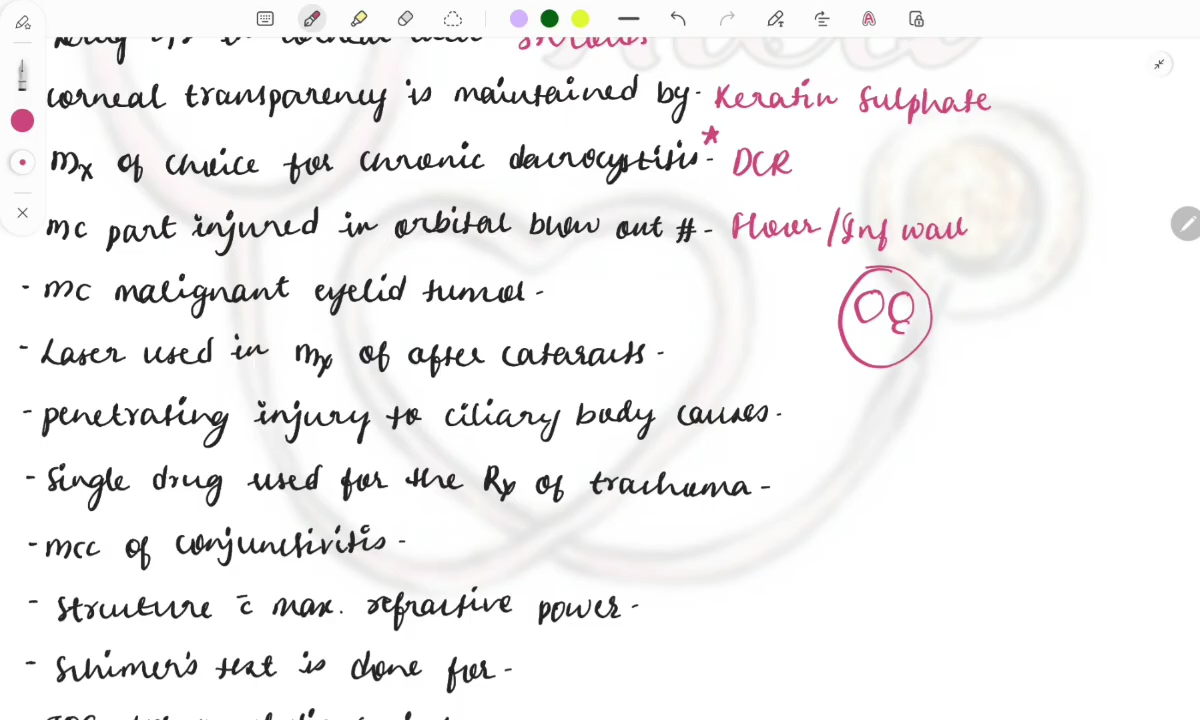 corneal transparency is maintained by- Keratin Sulphate
Mx of choice for chronic dacrocystitis*- DCR
mc part injured in orbital blow out #- Floor/Inf wall
- mc malignant eyelid tumor-
- Laser used in Mx of after cataracts-
- penetrating injury to ciliary body causes-
- Single drug used for the Rx of trachoma-
- mcc of conjunctivitis-
- Structure c̄ max. refractive power-
- Schimer's test is done for-